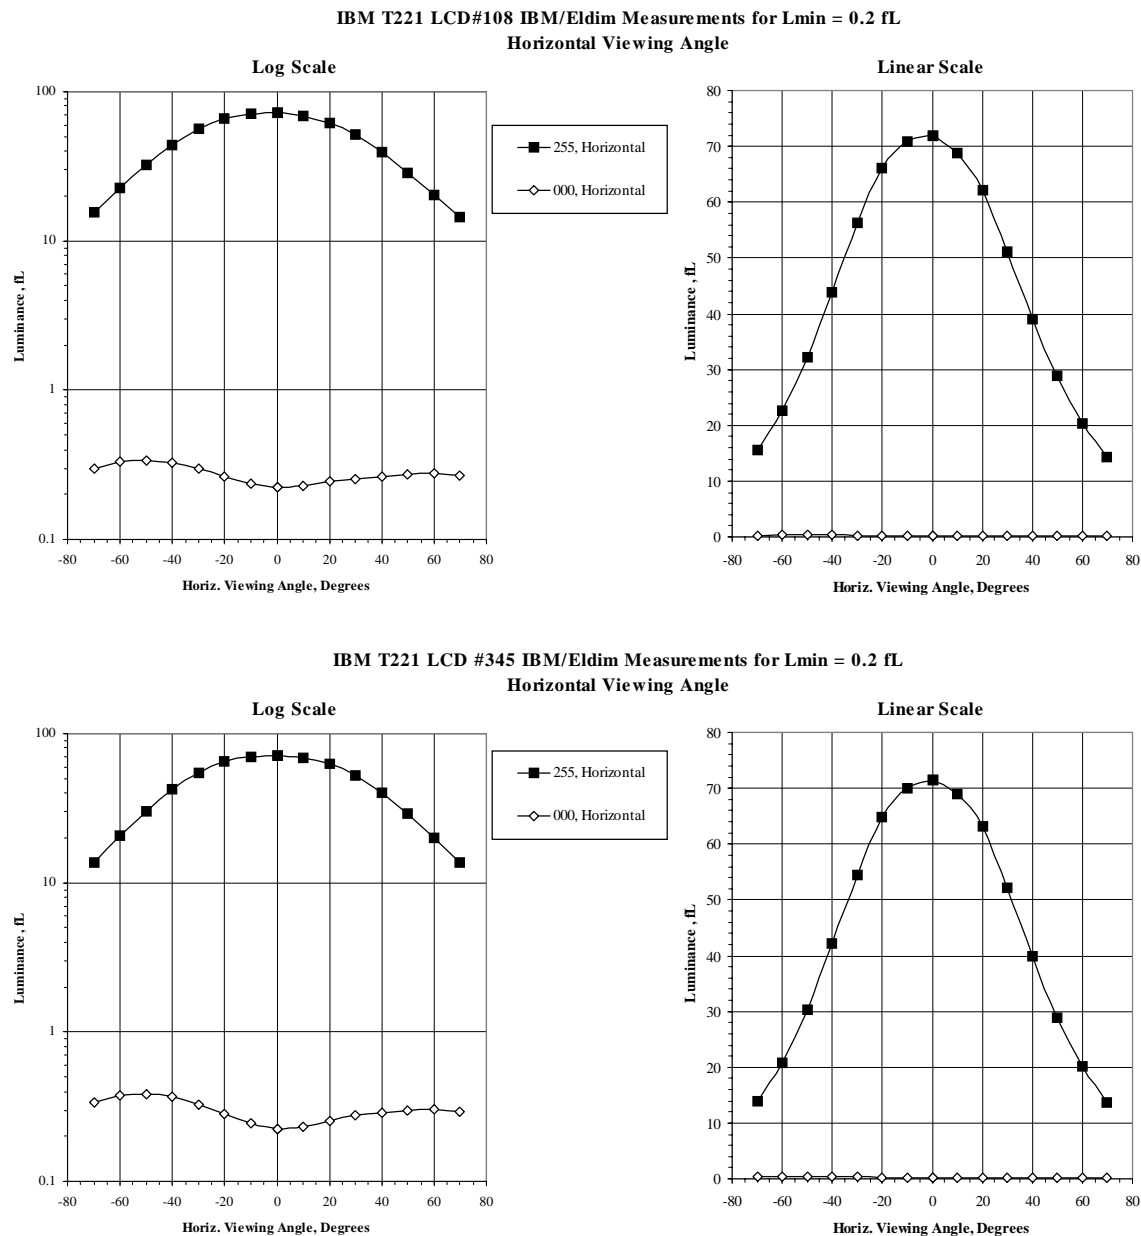 IBM T221 LCD#108 IBM/Eldim Measurements for Lmin = 0.2 fL
Horizontal Viewing Angle
Log Scale
100
10
1
0.1
-80 -60 -40 -20 0 20 40 60 80
Luminance, fL
Horiz. Viewing Angle, Degrees
255, Horizontal
000, Horizontal
Linear Scale
80
70
60
50
40
30
20
10
0
-80 -60 -40 -20 0 20 40 60 80
Luminance, fL
Horiz. Viewing Angle, Degrees
IBM T221 LCD #345 IBM/Eldim Measurements for Lmin = 0.2 fL
Horizontal Viewing Angle
Log Scale
100
10
1
0.1
-80 -60 -40 -20 0 20 40 60 80
Luminance, fL
Horiz. Viewing Angle, Degrees
255, Horizontal
000, Horizontal
Linear Scale
80
70
60
50
40
30
20
10
0
-80 -60 -40 -20 0 20 40 60 80
Luminance, fL
Horiz. Viewing Angle, Degrees